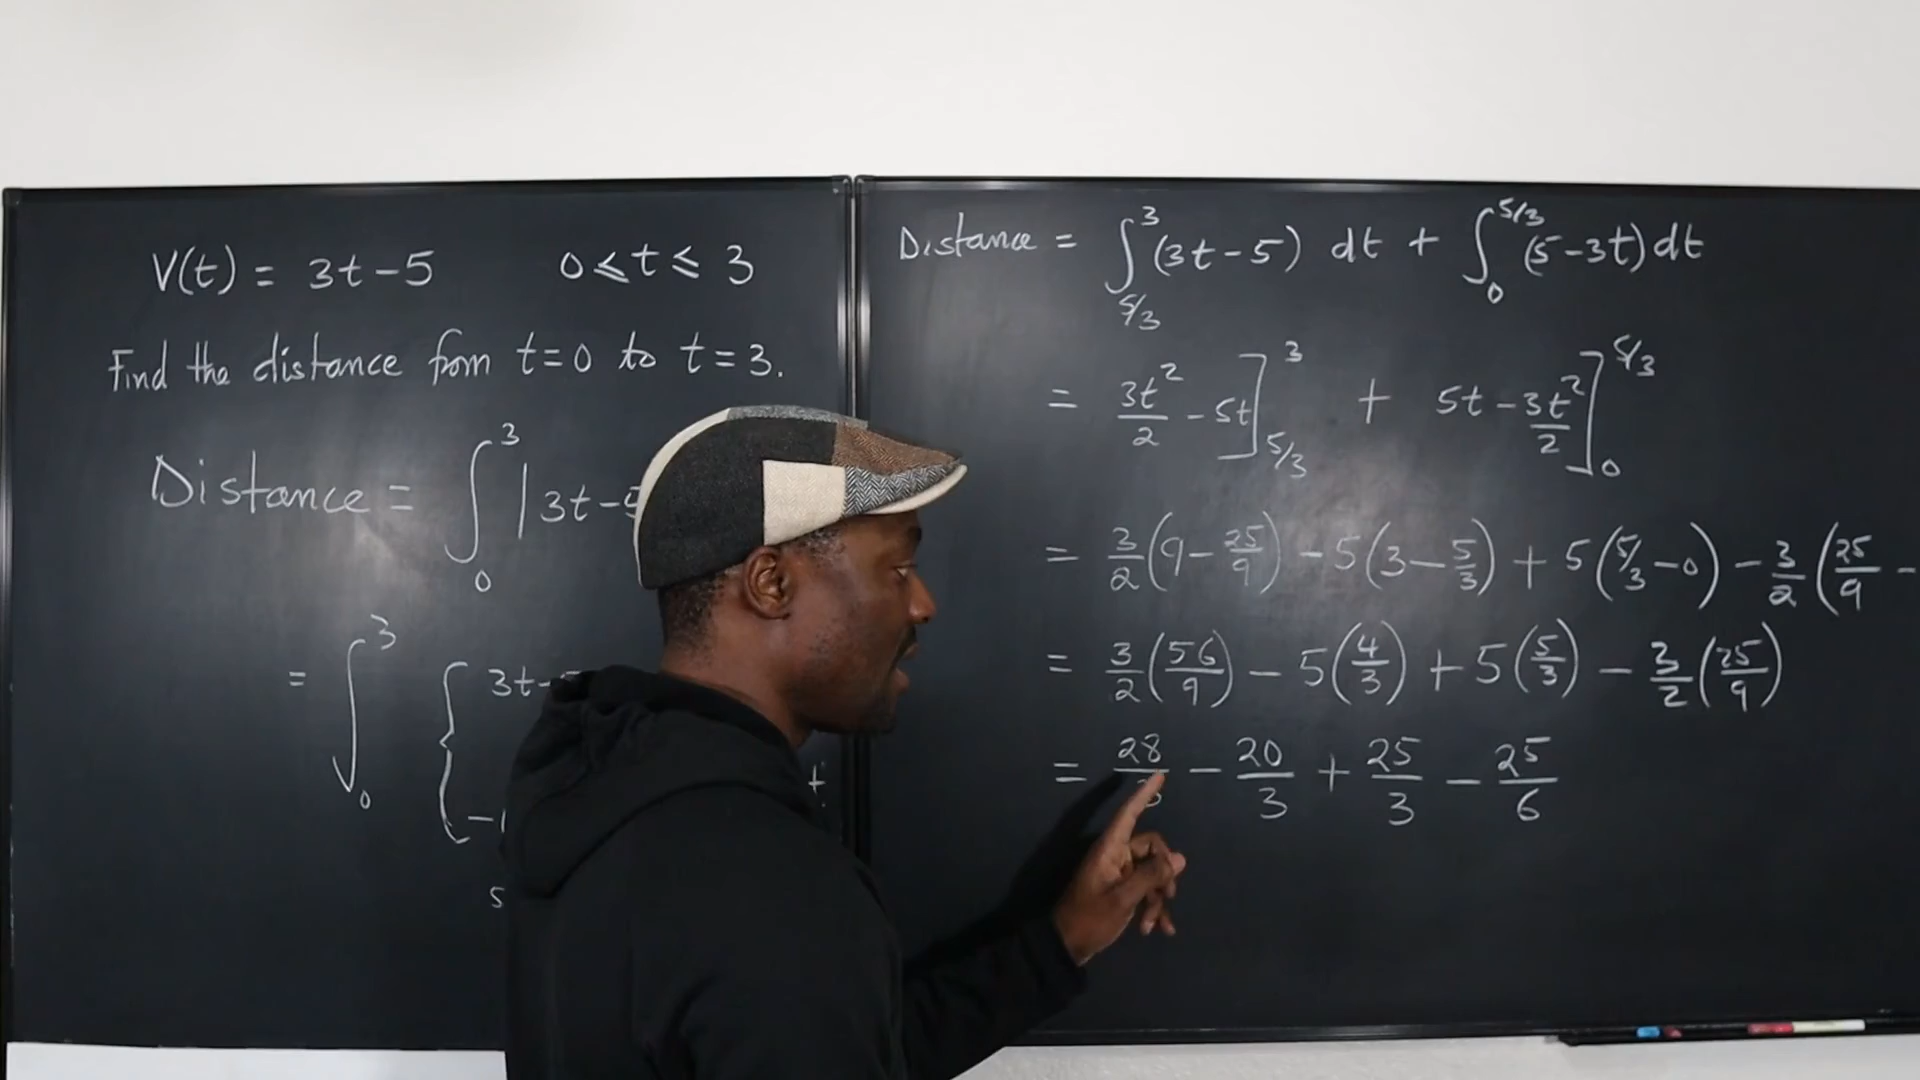 V(t) = 3t-5 0 ≤ t ≤ 3
Find the distance from t=0 to t=3.
Distance = ∫₀³ |3t-5
= ∫₀³ { 3t-
-(
s
+
Distance = ∫_{5/3}^{3} (3t-5) dt + ∫_{0}^{5/3} (5-3t) dt
= 3t²/2 - 5t]_{5/3}^{3} + 5t - 3t²/2]_{0}^{5/3}
= 3/2 (9 - 25/9) - 5(3 - 5/3) + 5(5/3 - 0) - 3/2 (25/9 -
= 3/2 (56/9) - 5(4/3) + 5(5/3) - 3/2 (25/9)
= 28/3 - 20/3 + 25/3 - 25/6